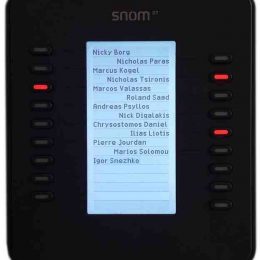 snom
Nicky Borg
Nicholas Paras
Marcus Kogel
Nicholas Tsironis
Marcos Valassas
Roland Saad
Andreas Psyllos
Nick Digalakis
Chrysostomos Daniel
Ilias Liotis
Pierre Jourdan
Marios Solomou
Igor Snezhko